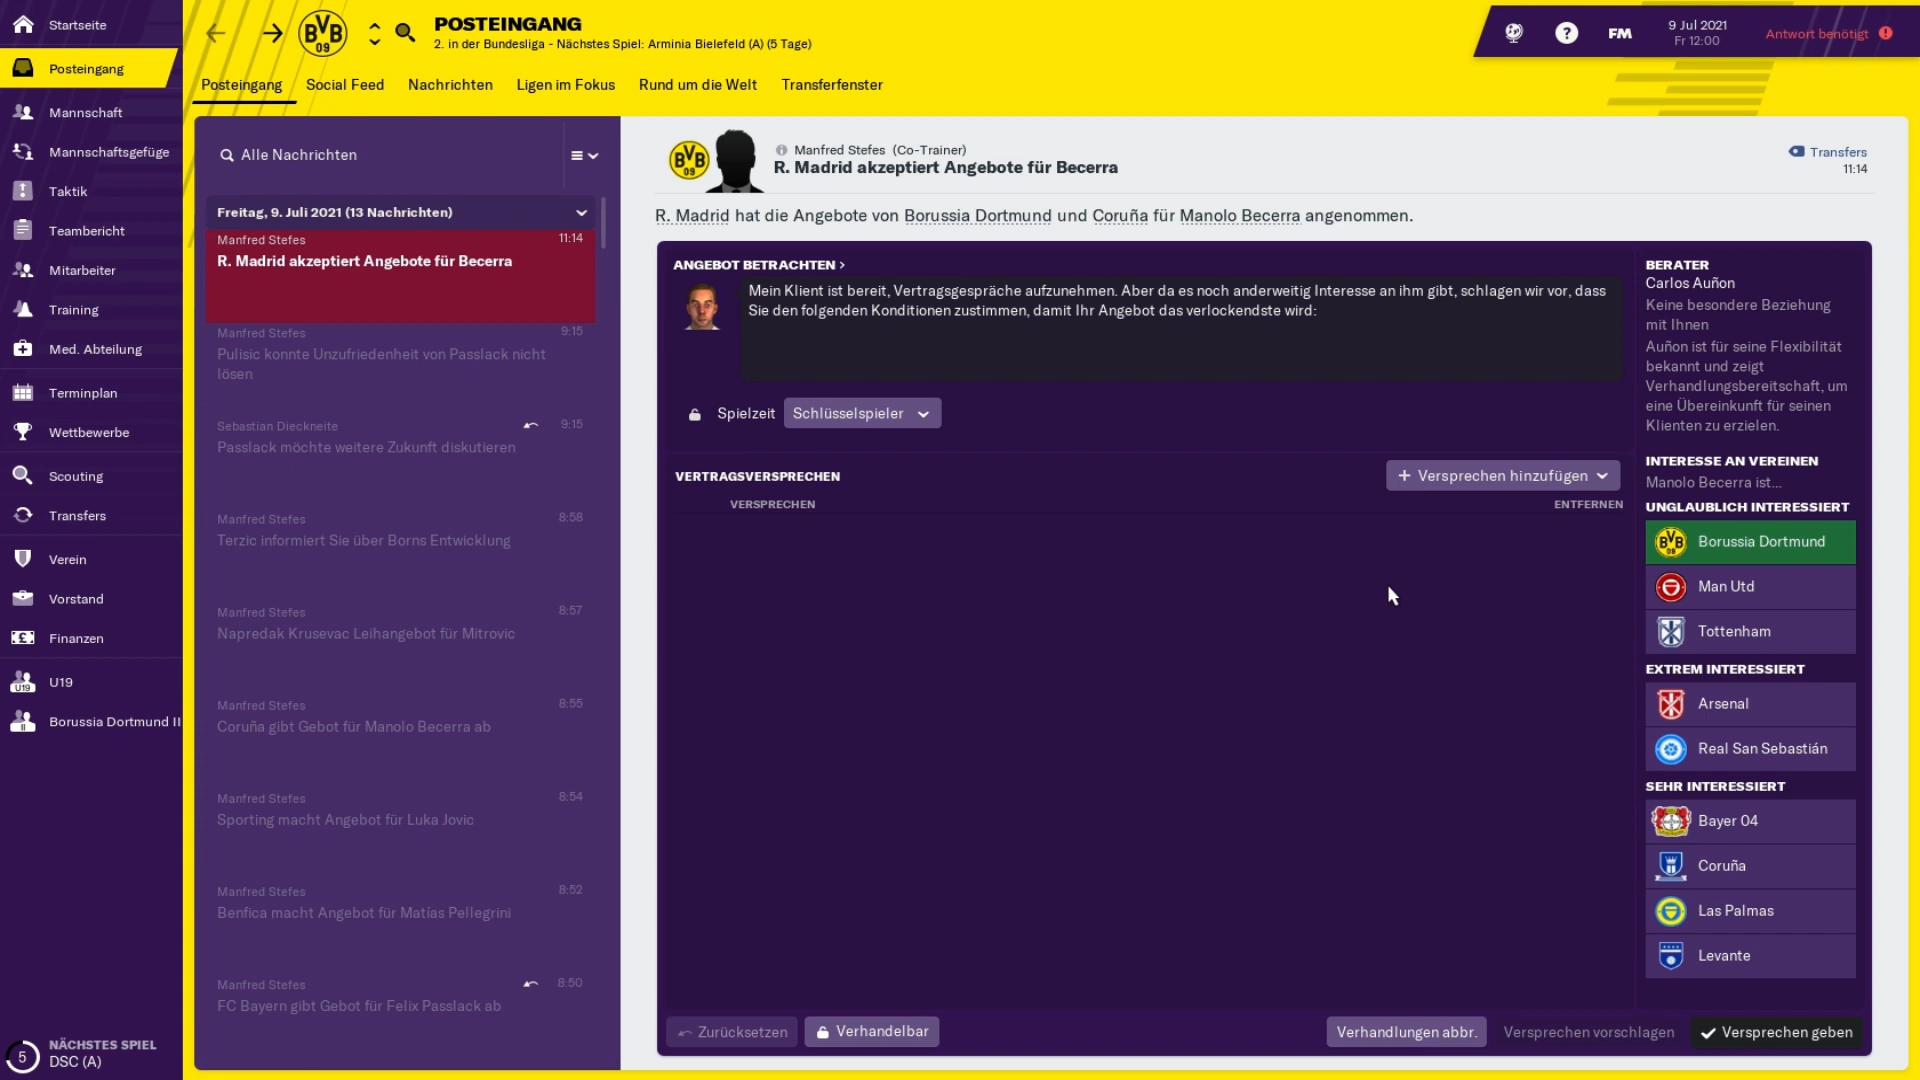 Startseite
Posteingang
Mannschaft
Mannschaftsgefüge
Taktik
Teambericht
Mitarbeiter
Training
Med. Abteilung
Terminplan
Wettbewerbe
Scouting
Transfers
Verein
Vorstand
Finanzen
U19
U19
II
Borussia Dortmund II
5
NÄCHSTES SPIEL
DSC (A)
BVB
09
POSTEINGANG
2. in der Bundesliga - Nächstes Spiel: Arminia Bielefeld (A) (5 Tage)
?
FM
9 Jul 2021
Fr 12:00
Antwort benötigt
Posteingang
Social Feed
Nachrichten
Ligen im Fokus
Rund um die Welt
Transferfenster
Alle Nachrichten
Freitag, 9. Juli 2021 (13 Nachrichten)
Manfred Stefes 11:14
R. Madrid akzeptiert Angebote für Becerra
Manfred Stefes 9:15
Pulisic konnte Unzufriedenheit von Passlack nicht
lösen
Sebastian Dieckneite 9:15
Passlack möchte weitere Zukunft diskutieren
Manfred Stefes 8:58
Terzic informiert Sie über Borns Entwicklung
Manfred Stefes 8:57
Napredak Krusevac Leihangebot für Mitrovic
Manfred Stefes 8:55
Coruña gibt Gebot für Manolo Becerra ab
Manfred Stefes 8:54
Sporting macht Angebot für Luka Jovic
Manfred Stefes 8:52
Benfica macht Angebot für Matías Pellegrini
Manfred Stefes 8:50
FC Bayern gibt Gebot für Felix Passlack ab
BVB
09
Manfred Stefes (Co-Trainer)
R. Madrid akzeptiert Angebote für Becerra
Transfers
11:14
R. Madrid hat die Angebote von Borussia Dortmund und Coruña für Manolo Becerra angenommen.
ANGEBOT BETRACHTEN >
Mein Klient ist bereit, Vertragsgespräche aufzunehmen. Aber da es noch anderweitig Interesse an ihm gibt, schlagen wir vor, dass
Sie den folgenden Konditionen zustimmen, damit Ihr Angebot das verlockendste wird:
Spielzeit
Schlüsselspieler
VERTRAGSVERSPRECHEN
+ Versprechen hinzufügen
VERSPRECHEN
ENTFERNEN
Zurücksetzen
Verhandelbar
Verhandlungen abbr.
Versprechen vorschlagen
Versprechen geben
BERATER
Carlos Auñon
Keine besondere Beziehung
mit Ihnen
Auñon ist für seine Flexibilität
bekannt und zeigt
Verhandlungsbereitschaft, um
eine Übereinkunft für seinen
Klienten zu erzielen.
INTERESSE AN VEREINEN
Manolo Becerra ist...
UNGLAUBLICH INTERESSIERT
BVB
09
Borussia Dortmund
Man Utd
Tottenham
EXTREM INTERESSIERT
Arsenal
Real San Sebastián
SEHR INTERESSIERT
Bayer 04
Coruña
Las Palmas
Levante